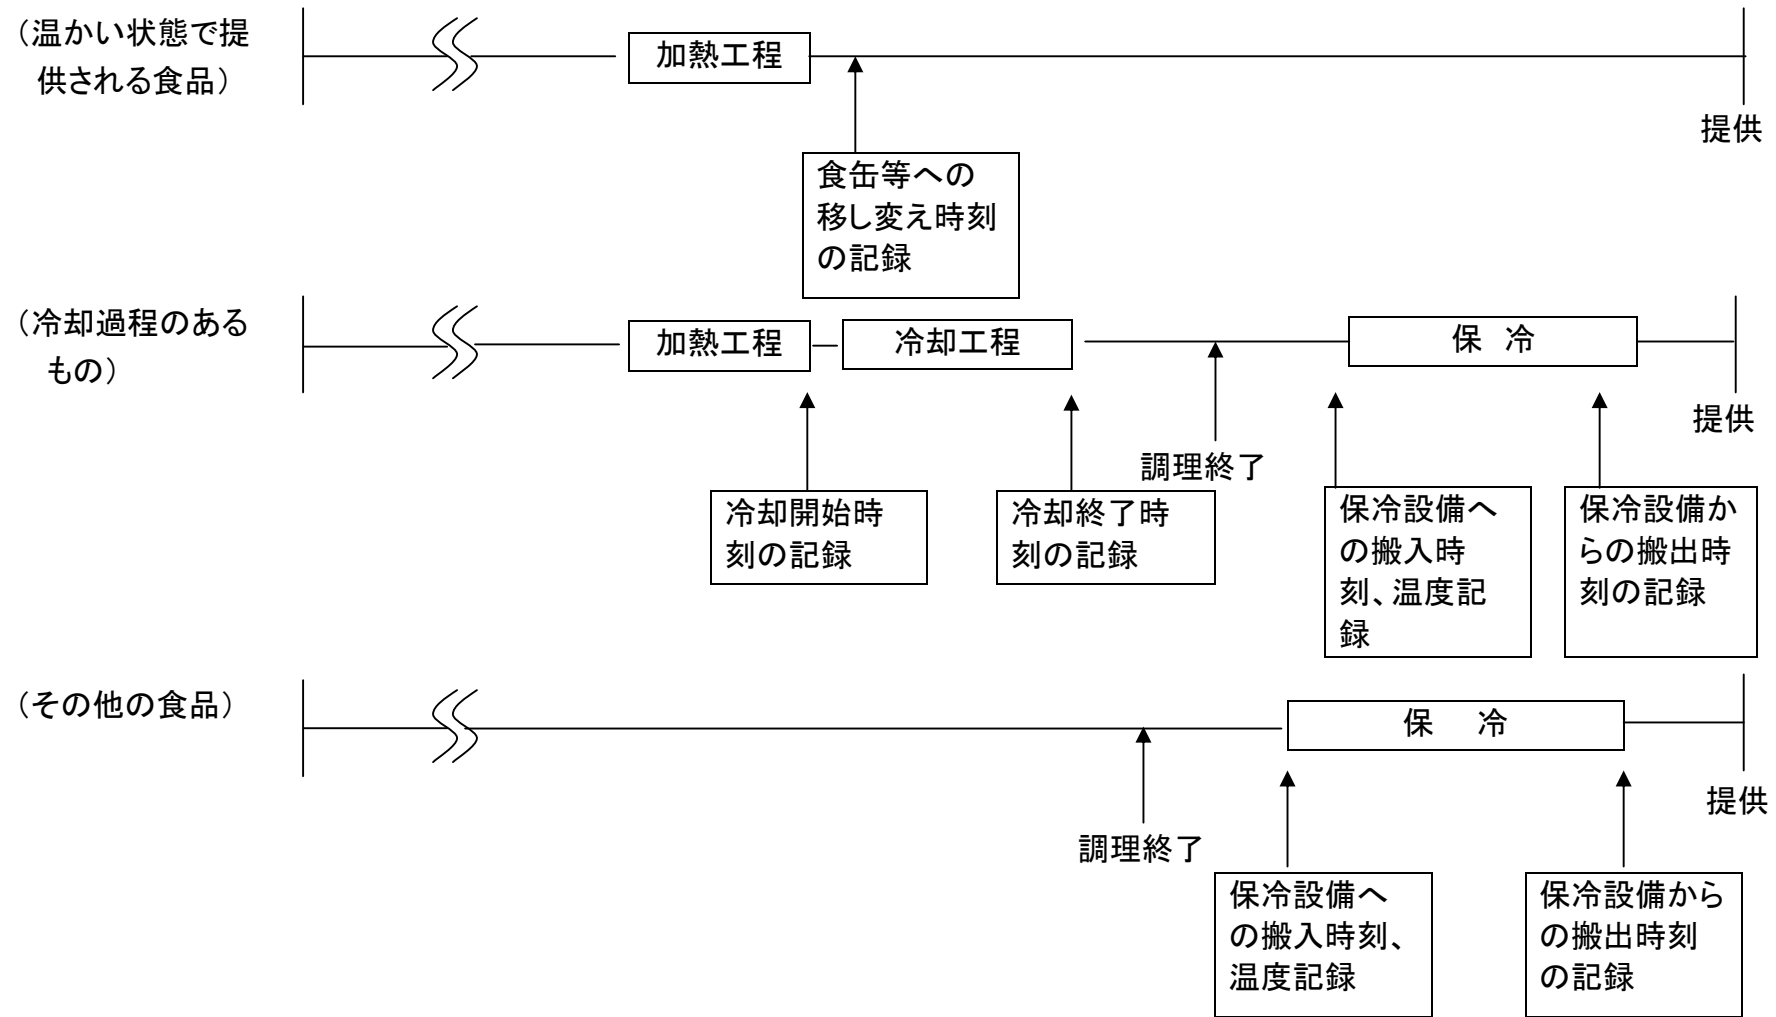 （温かい状態で提
供される食品）
加熱工程
提供
食缶等への
移し変え時刻
の記録
（冷却過程のある
もの）
加熱工程
冷却工程
保 冷
提供
調理終了
冷却開始時
刻の記録
冷却終了時
刻の記録
保冷設備へ
の搬入時
刻、温度記
録
保冷設備か
らの搬出時
刻の記録
（その他の食品）
保 冷
提供
調理終了
保冷設備へ
の搬入時刻、
温度記録
保冷設備から
の搬出時刻
の記録